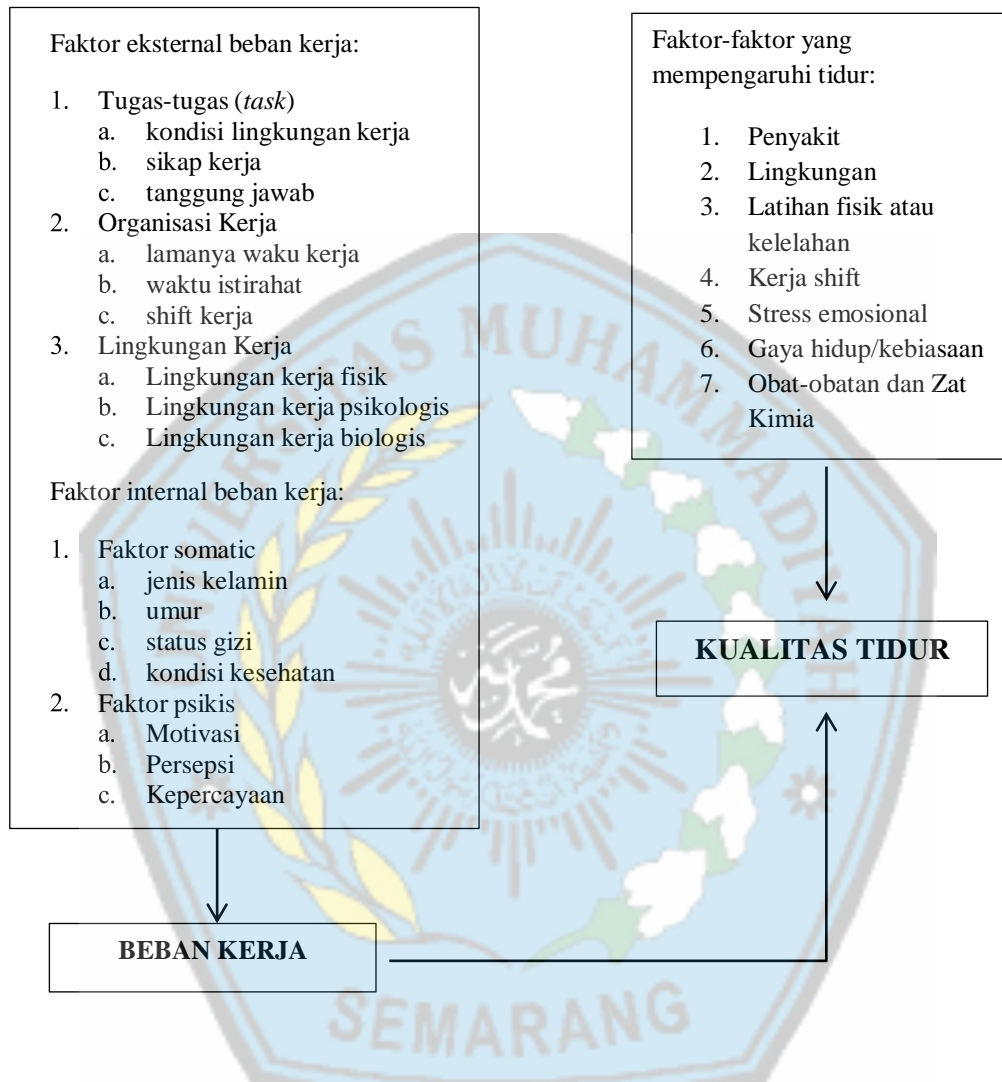 Faktor eksternal beban kerja:
1. Tugas-tugas (task)
a. kondisi lingkungan kerja
b. sikap kerja
c. tanggung jawab
2. Organisasi Kerja
a. lamanya waku kerja
b. waktu istirahat
c. shift kerja
3. Lingkungan Kerja
a. Lingkungan kerja fisik
b. Lingkungan kerja psikologis
c. Lingkungan kerja biologis
Faktor internal beban kerja:
1. Faktor somatic
a. jenis kelamin
b. umur
c. status gizi
d. kondisi kesehatan
2. Faktor psikis
a. Motivasi
b. Persepsi
c. Kepercayaan
BEBAN KERJA
Faktor-faktor yang
mempengaruhi tidur:
1. Penyakit
2. Lingkungan
3. Latihan fisik atau
kelelahan
4. Kerja shift
5. Stress emosional
6. Gaya hidup/kebiasaan
7. Obat-obatan dan Zat
Kimia
KUALITAS TIDUR
UNIVERSITAS MUHAMMADIYAH
SEMARANG